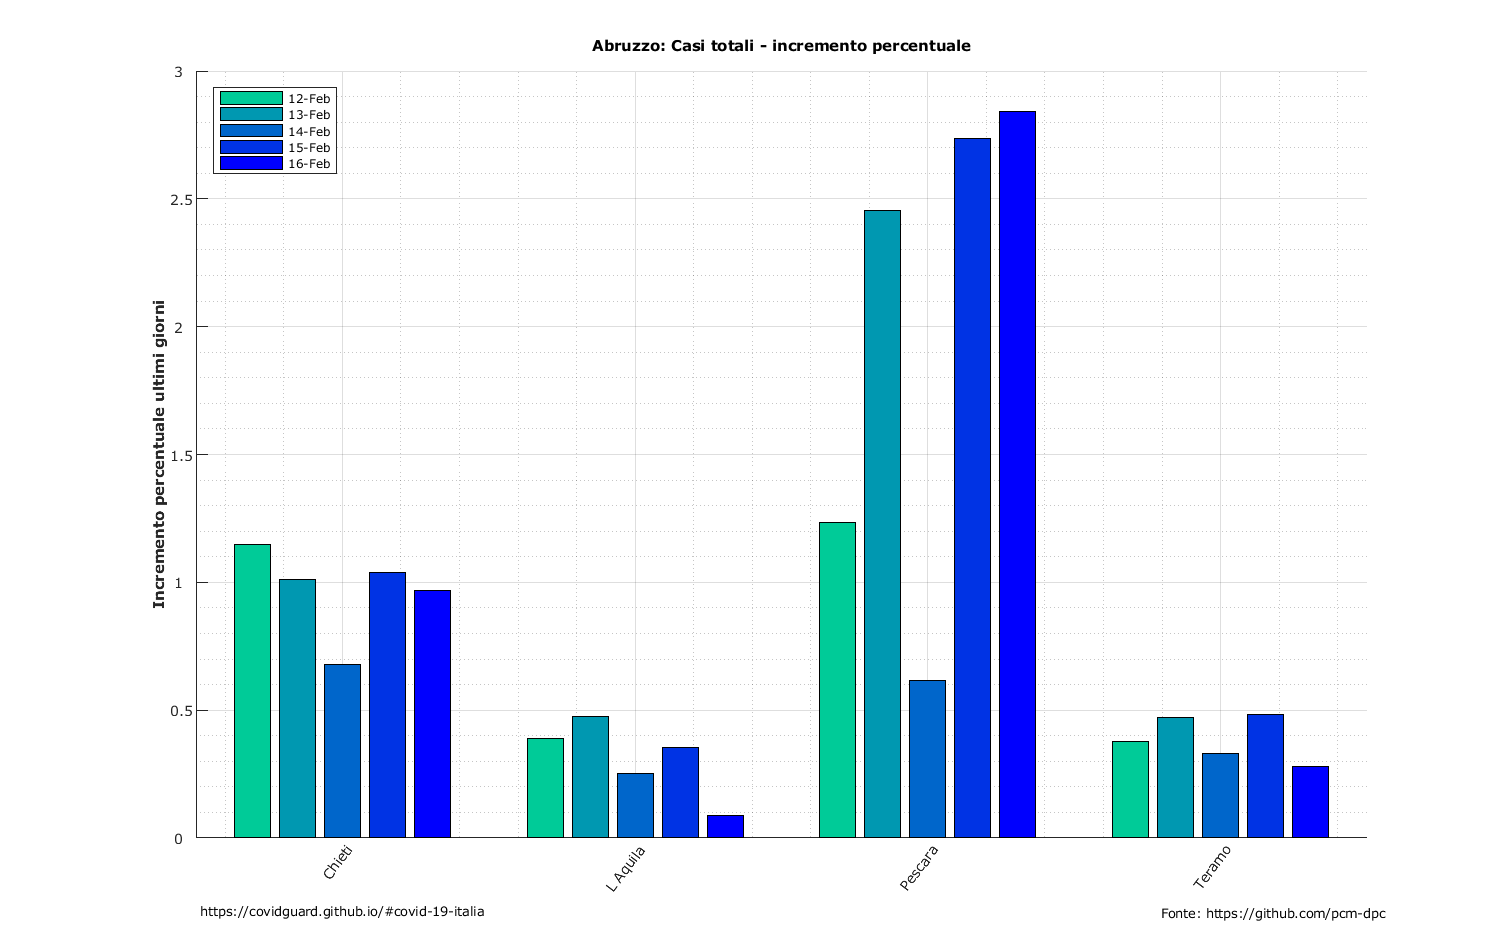 Abruzzo: Casi totali - incremento percentuale
3
2.5
2
1.5
1
0.5
0
Incremento percentuale ultimi giorni
12-Feb
13-Feb
14-Feb
15-Feb
16-Feb
Chieti
L Aquila
Pescara
Teramo
https://covidguard.github.io/#covid-19-italia
Fonte: https://github.com/pcm-dpc